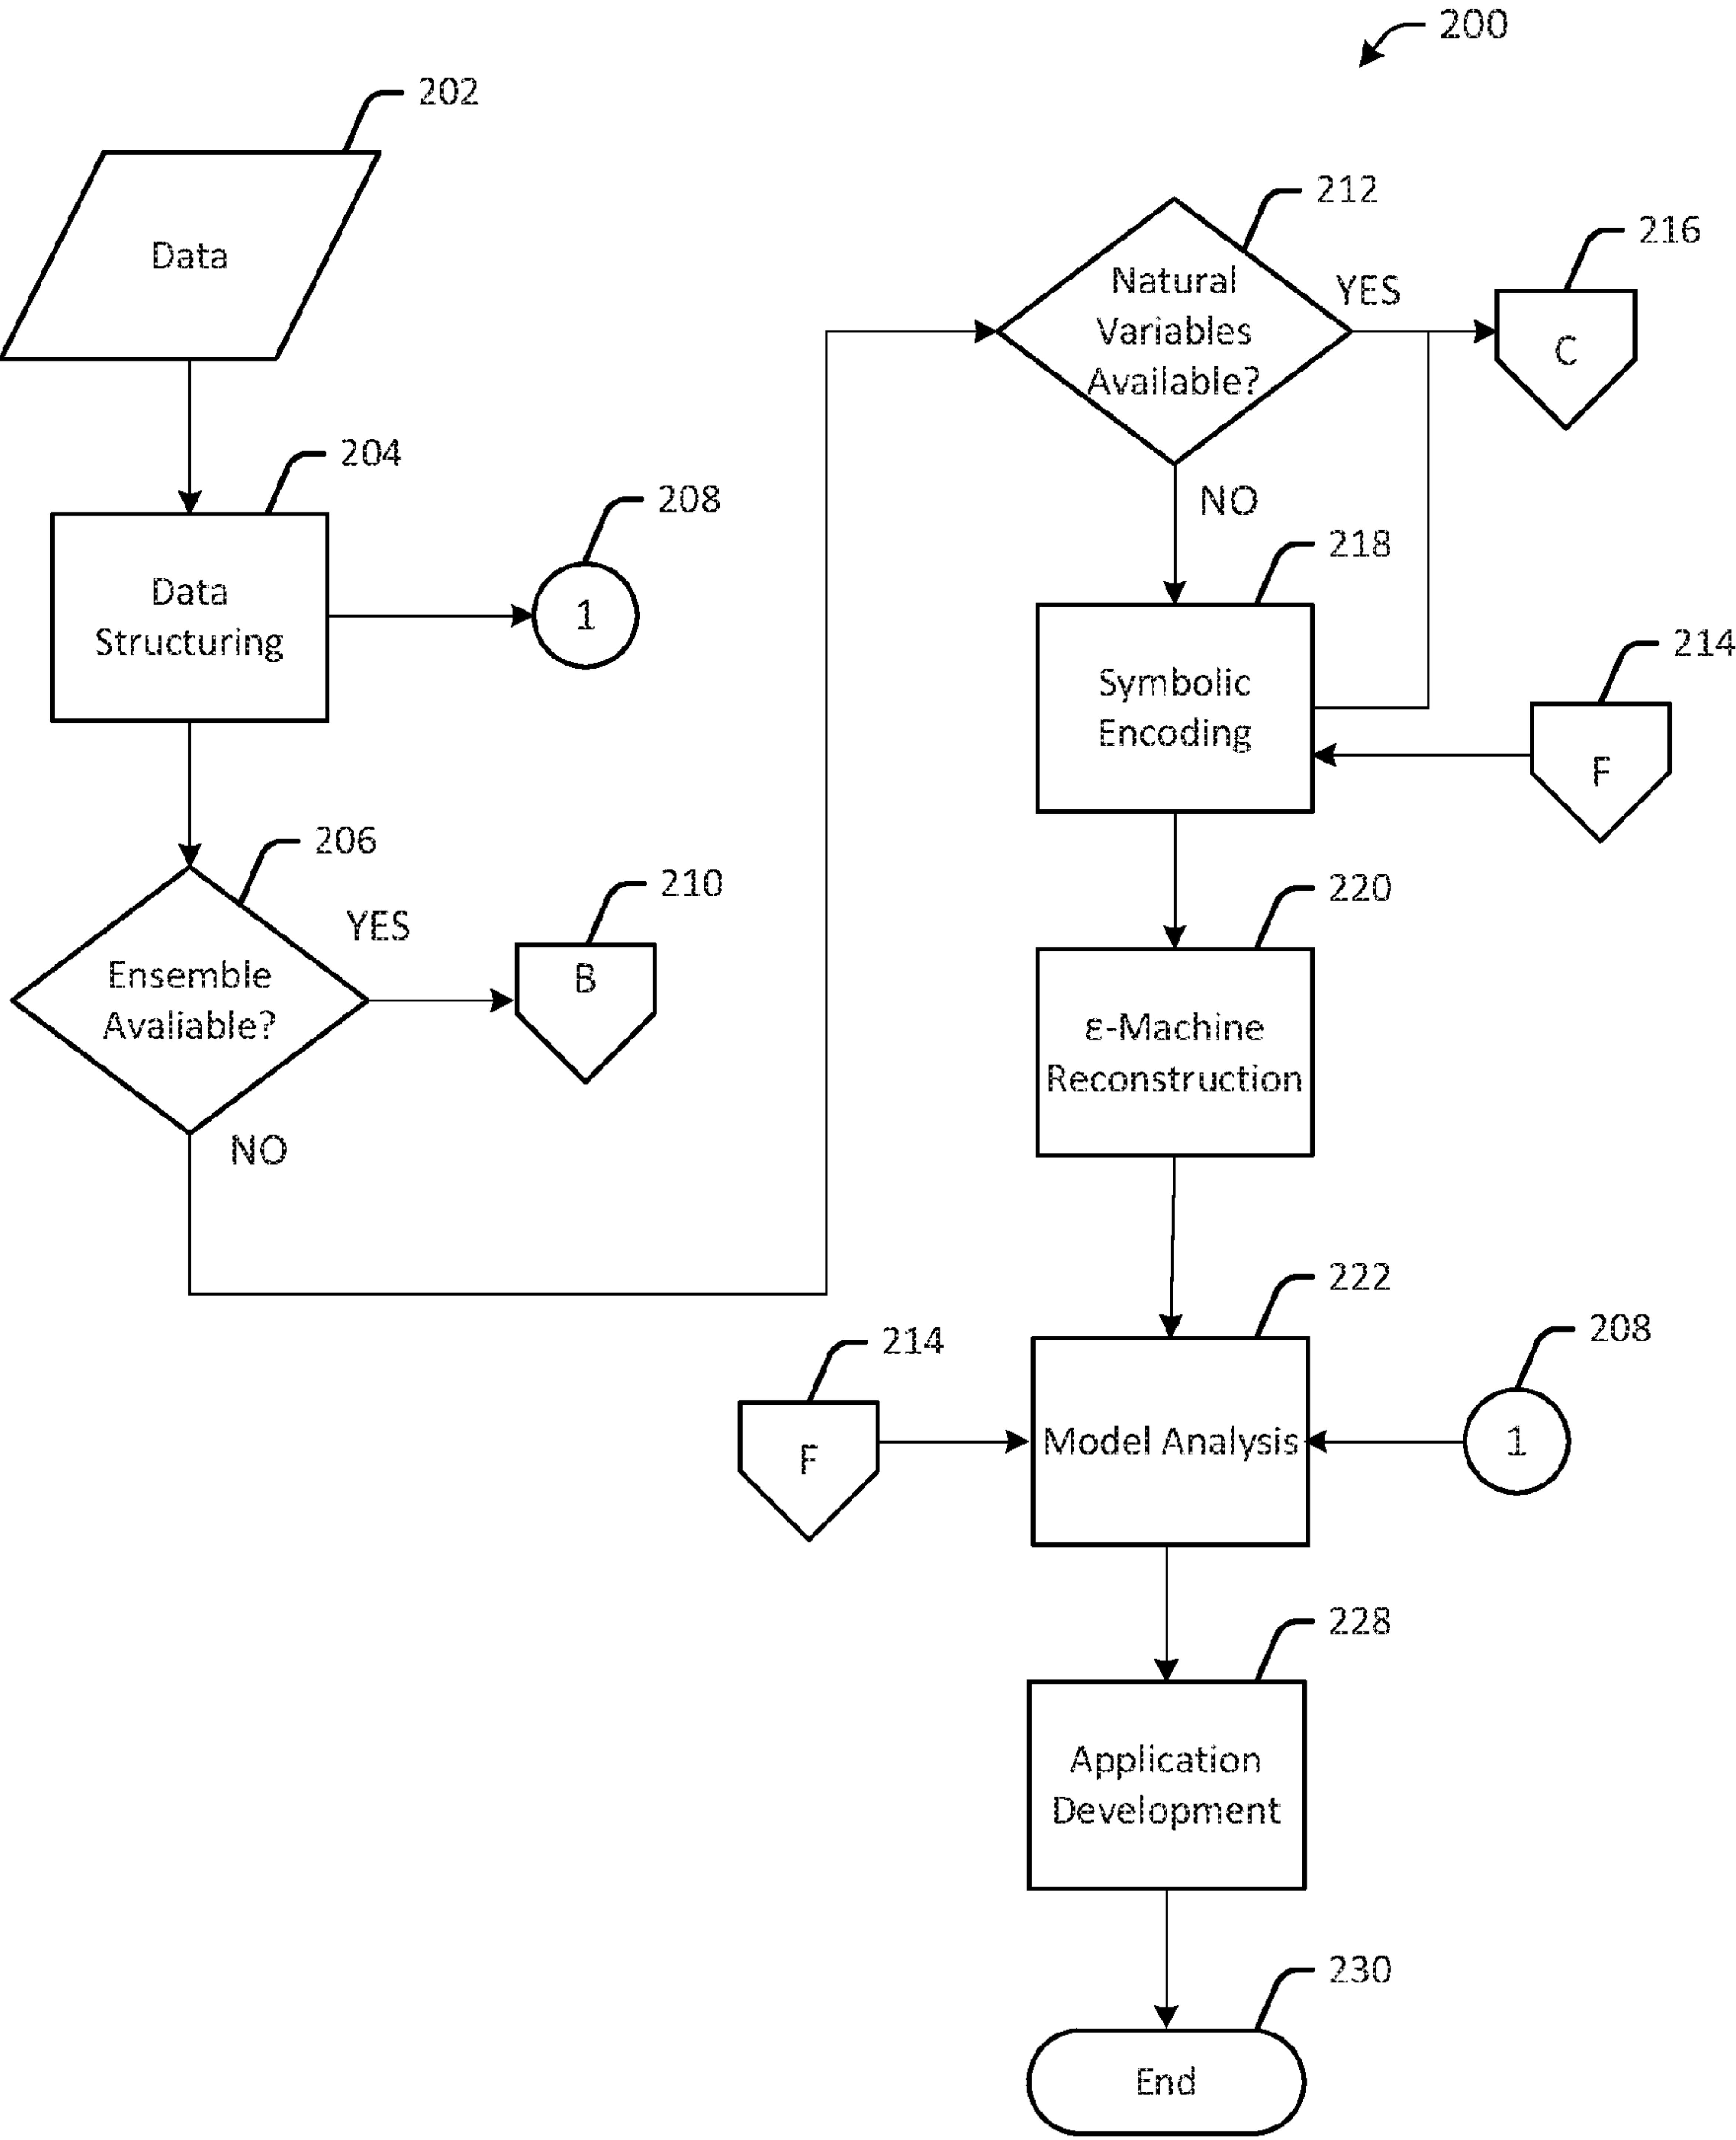 200
202
Data
204
Data
Structuring
208
1
206
Ensemble
Avaliable?
YES
210
B
NO
212
Natural
Variables
Available?
YES
216
C
NO
218
Symbolic
Encoding
214
F
220
ε-Machine
Reconstruction
222
Model Analysis
214
F
208
1
228
Application
Development
230
End